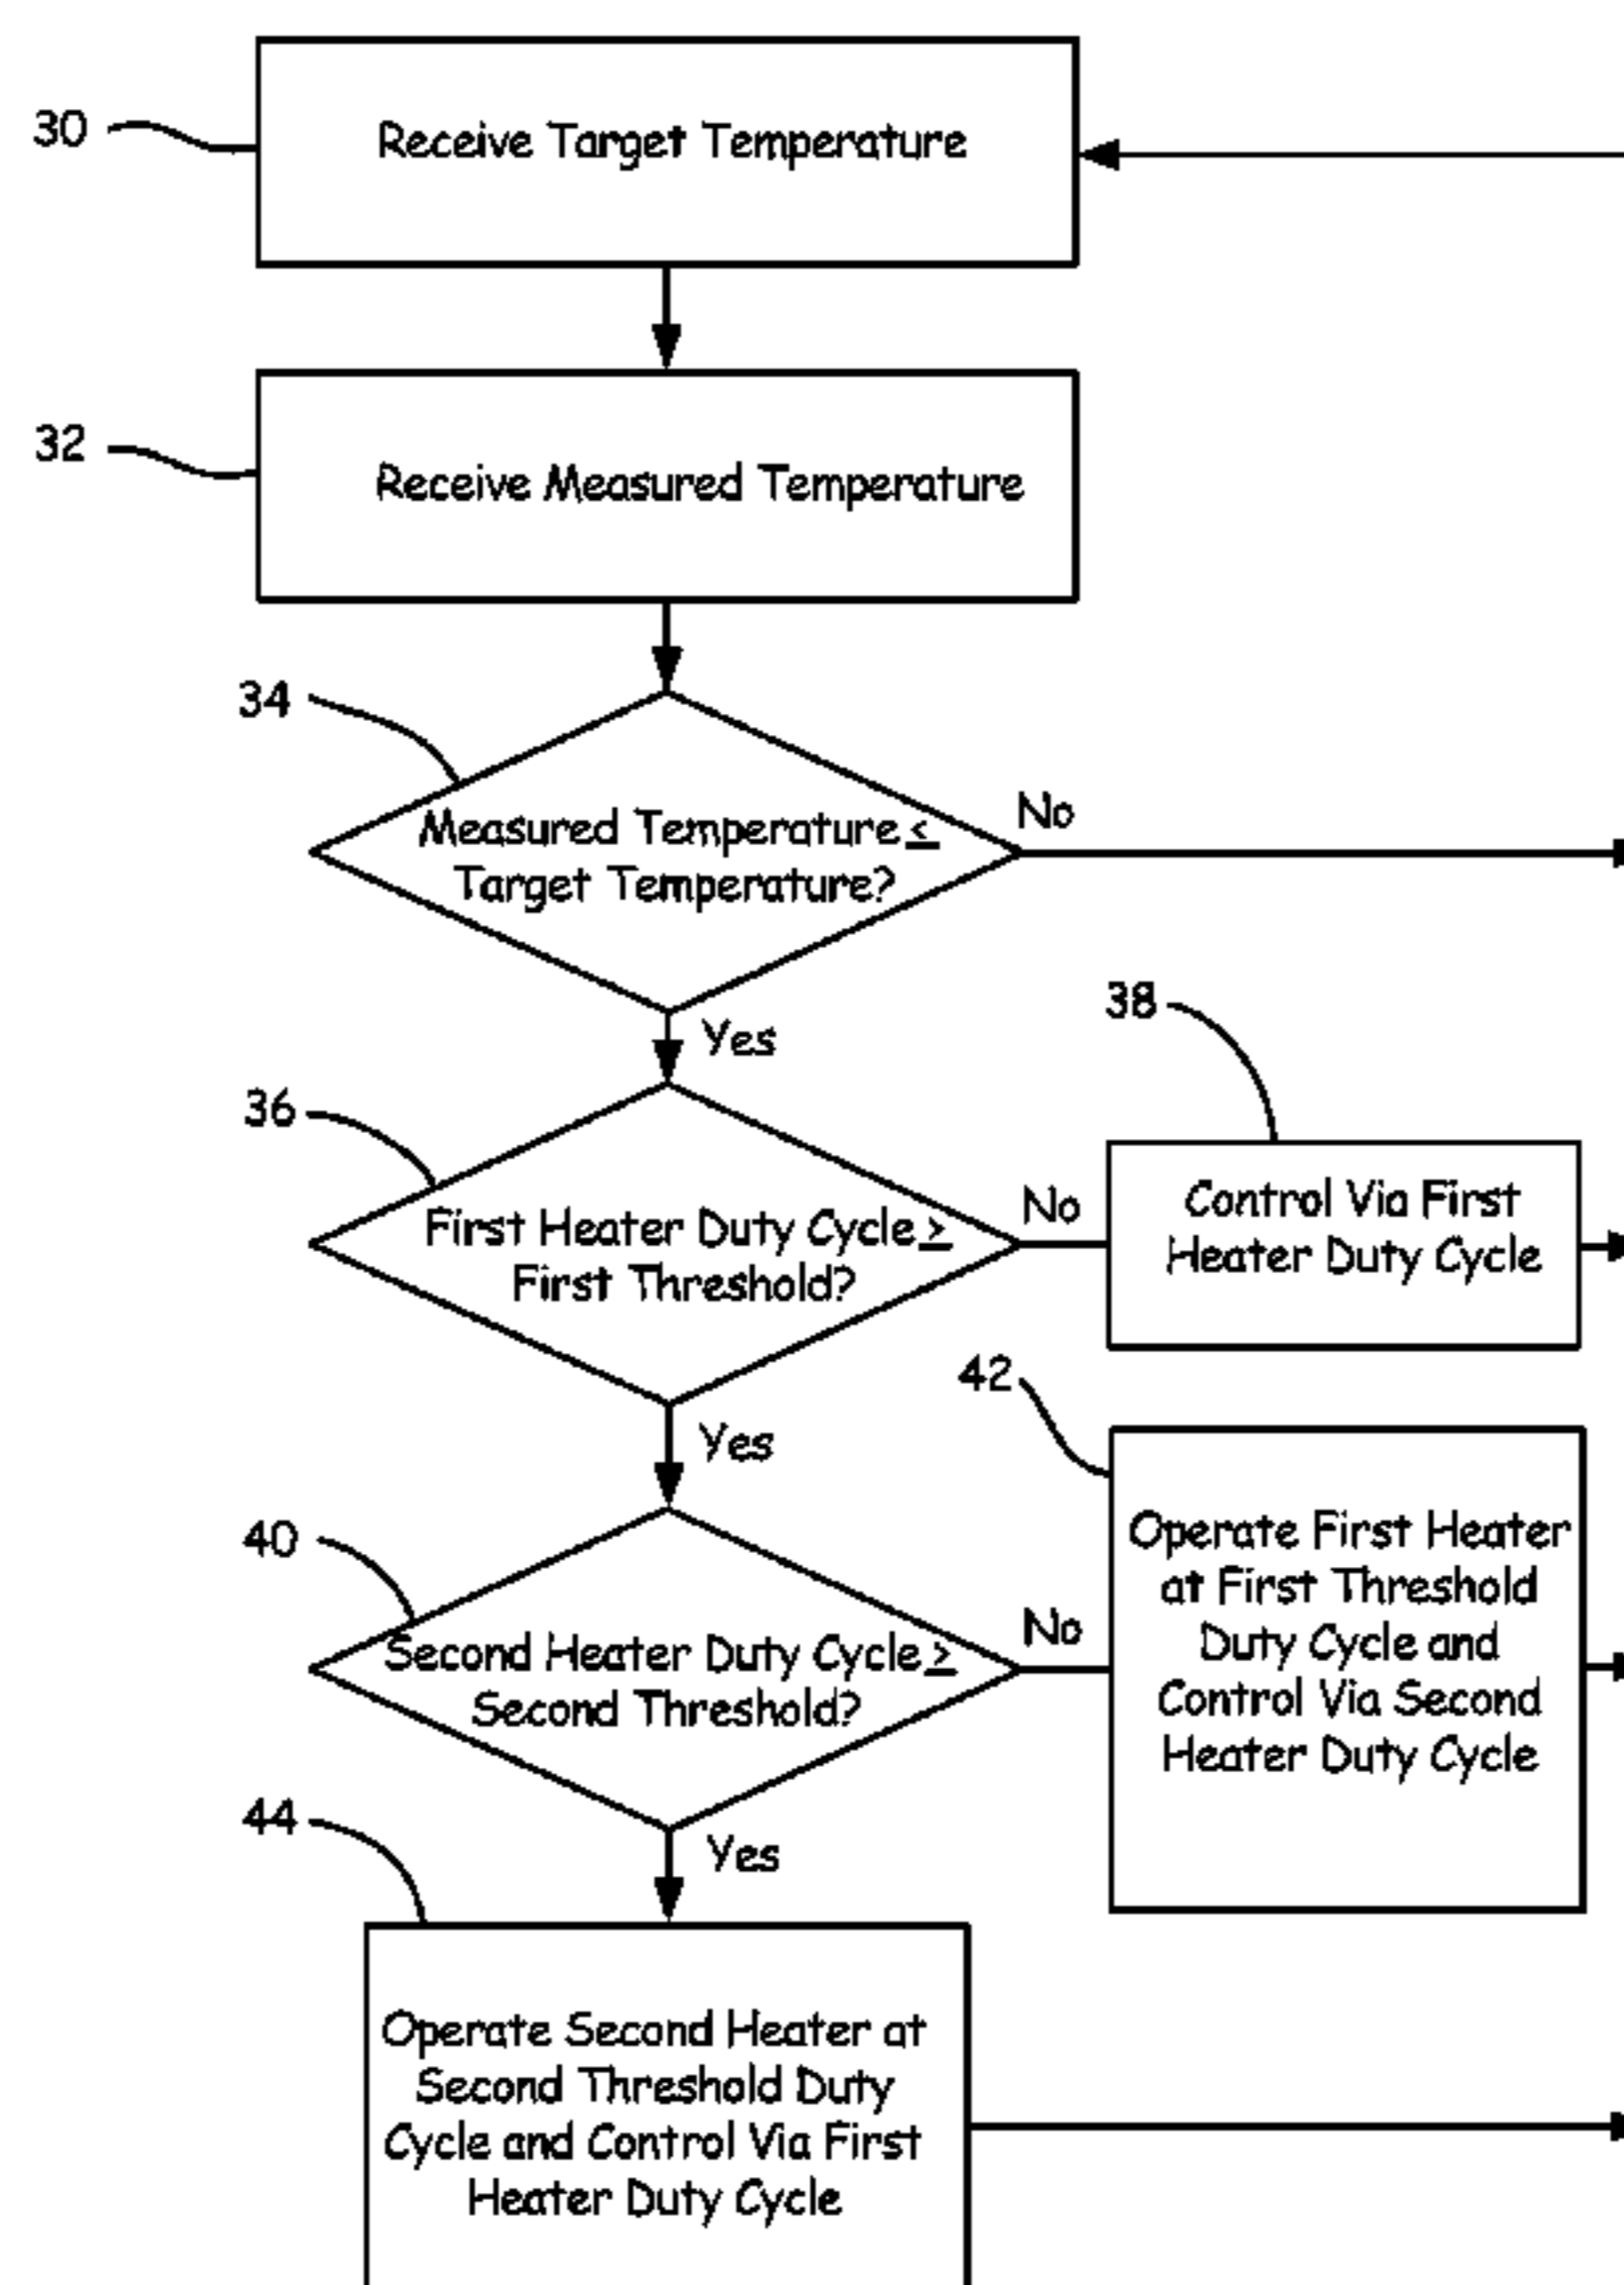 30
Receive Target Temperature
32
Receive Measured Temperature
34
Measured Temperature ≤
Target Temperature?
No
Yes
38
36
First Heater Duty Cycle ≥
First Threshold?
No
Control Via First
Heater Duty Cycle
Yes
42
40
Second Heater Duty Cycle ≥
Second Threshold?
No
Operate First Heater
at First Threshold
Duty Cycle and
Control Via Second
Heater Duty Cycle
Yes
44
Operate Second Heater at
Second Threshold Duty
Cycle and Control Via First
Heater Duty Cycle